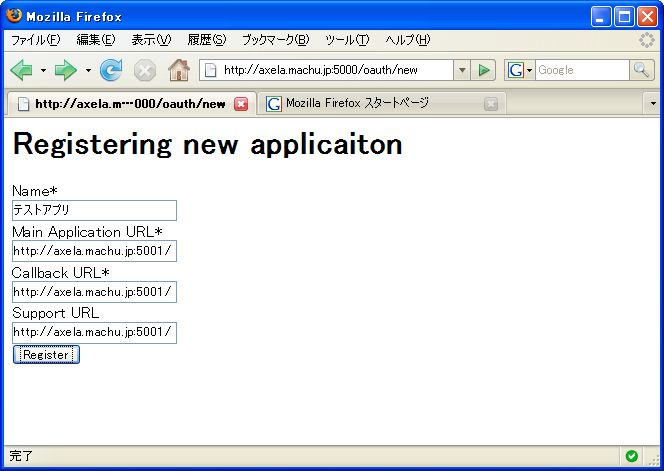 Mozilla Firefox
ファイル(F) 編集(E) 表示(V) 履歴(S) ブックマーク(B) ツール(T) ヘルプ(H)
http://axela.machu.jp:5000/oauth/new G Google
http://axela.m…000/oauth/new G Mozilla Firefox スタートページ
Registering new applicaiton
Name*
テストアプリ
Main Application URL*
http://axela.machu.jp:5001/
Callback URL*
http://axela.machu.jp:5001/
Support URL
http://axela.machu.jp:5001/
Register
完了